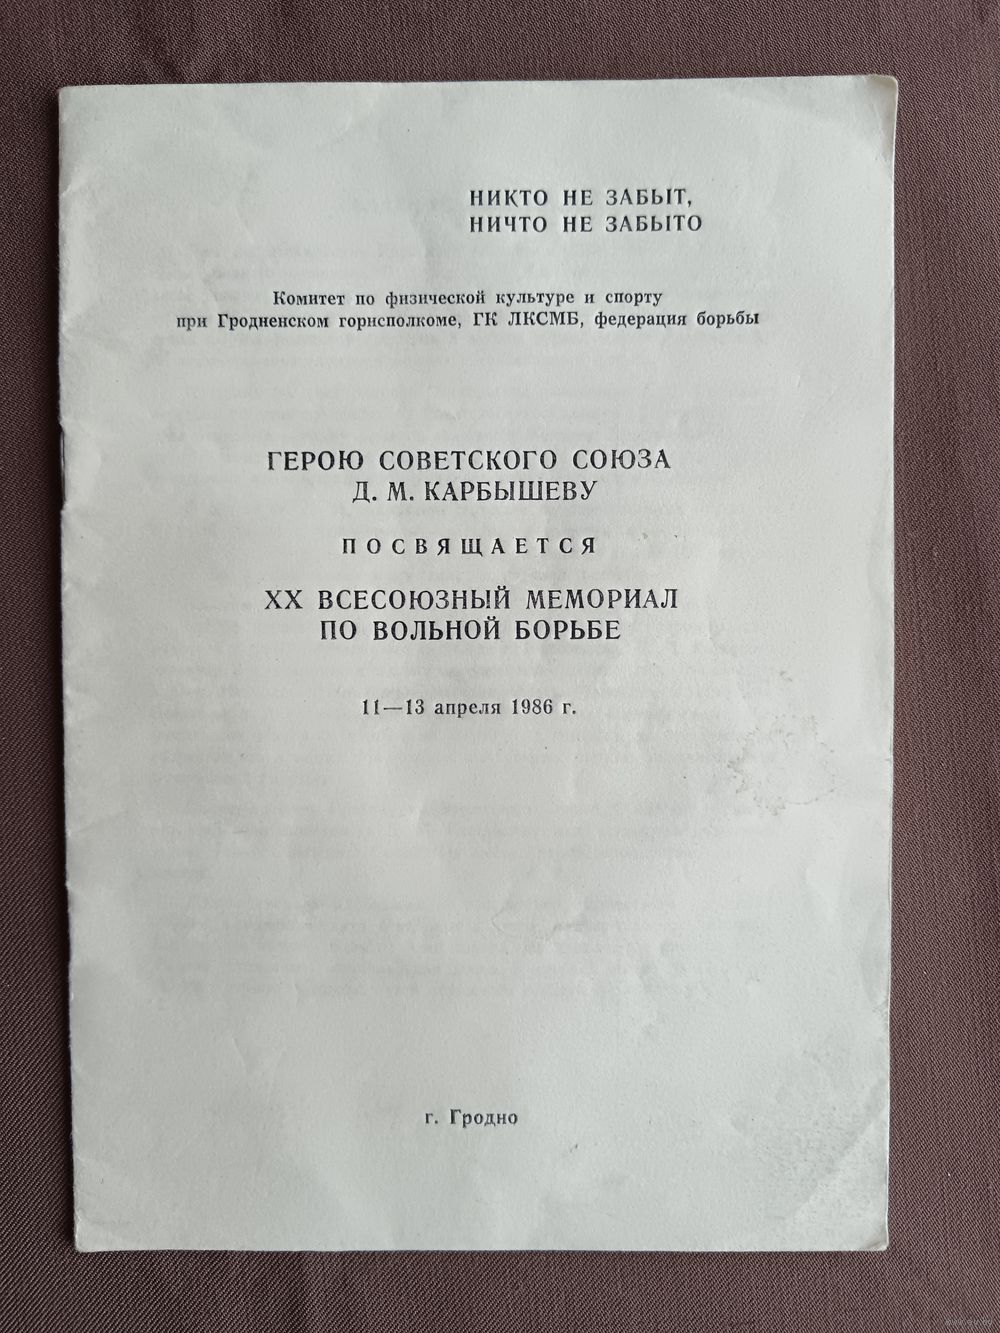 НИКТО НЕ ЗАБЫТ,
НИЧТО НЕ ЗАБЫТО
Комитет по физической культуре и спорту
при Гродненском горисполкоме, ГК ЛКСМБ, федерация борьбы
ГЕРОЮ СОВЕТСКОГО СОЮЗА
Д. М. КАРБЫШЕВУ
ПОСВЯЩАЕТСЯ
XX ВСЕСОЮЗНЫЙ МЕМОРИАЛ
ПО ВОЛЬНОЙ БОРЬБЕ
11—13 апреля 1986 г.
г. Гродно